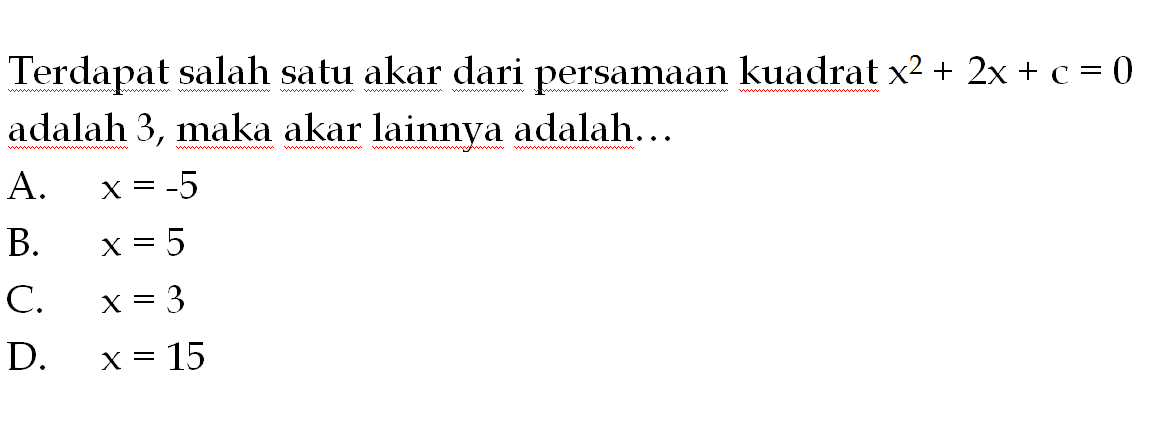 Terdapat salah satu akar dari persamaan kuadrat x² + 2x + c = 0
adalah 3, maka akar lainnya adalah...
A. x = -5
B. x = 5
C. x = 3
D. x = 15